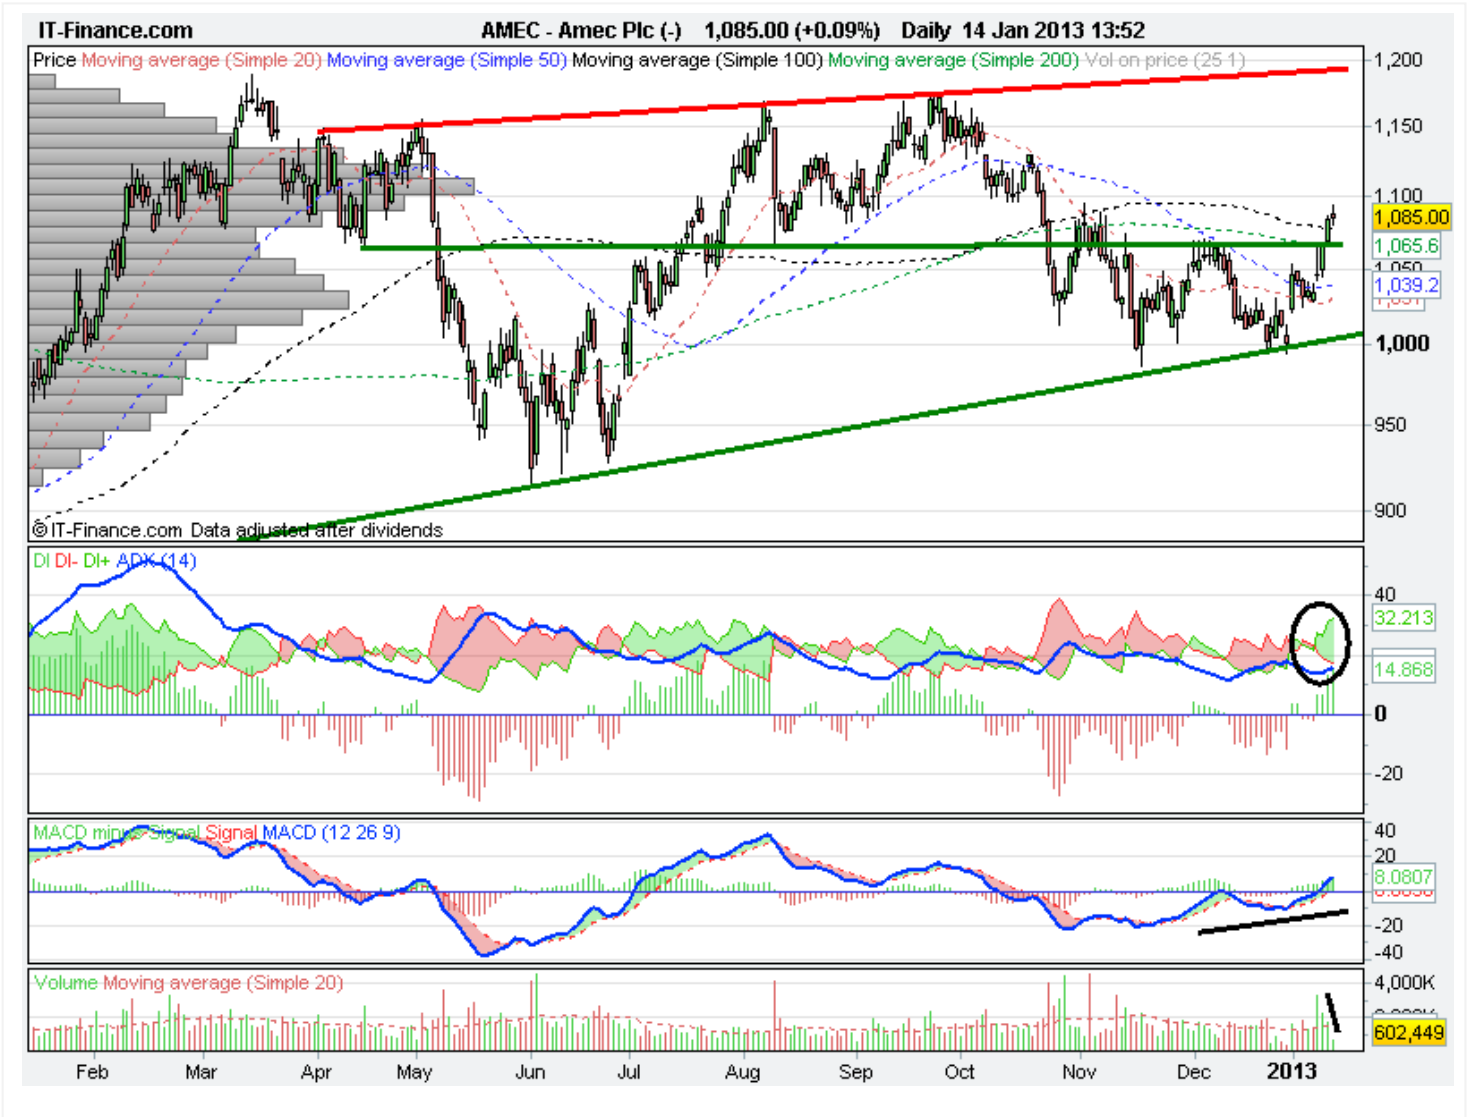 IT-Finance.com AMEC - Amec Plc (-) 1,085.00 (+0.09%) Daily 14 Jan 2013 13:52
Price Moving average (Simple 20) Moving average (Simple 50) Moving average (Simple 100) Moving average (Simple 200) Vol on price (25 1)
1,200
1,150
1,100
1,085.00
1,065.6
1,050
1,039.2
1,000
950
900
© IT-Finance.com Data adjusted after dividends
DI DI- DI+ ADX (14)
40
32.213
14.868
0
-20
MACD minus Signal Signal MACD (12 26 9)
40
20
8.0807
-20
-40
Volume Moving average (Simple 20)
4,000K
602,449
Feb Mar Apr May Jun Jul Aug Sep Oct Nov Dec 2013